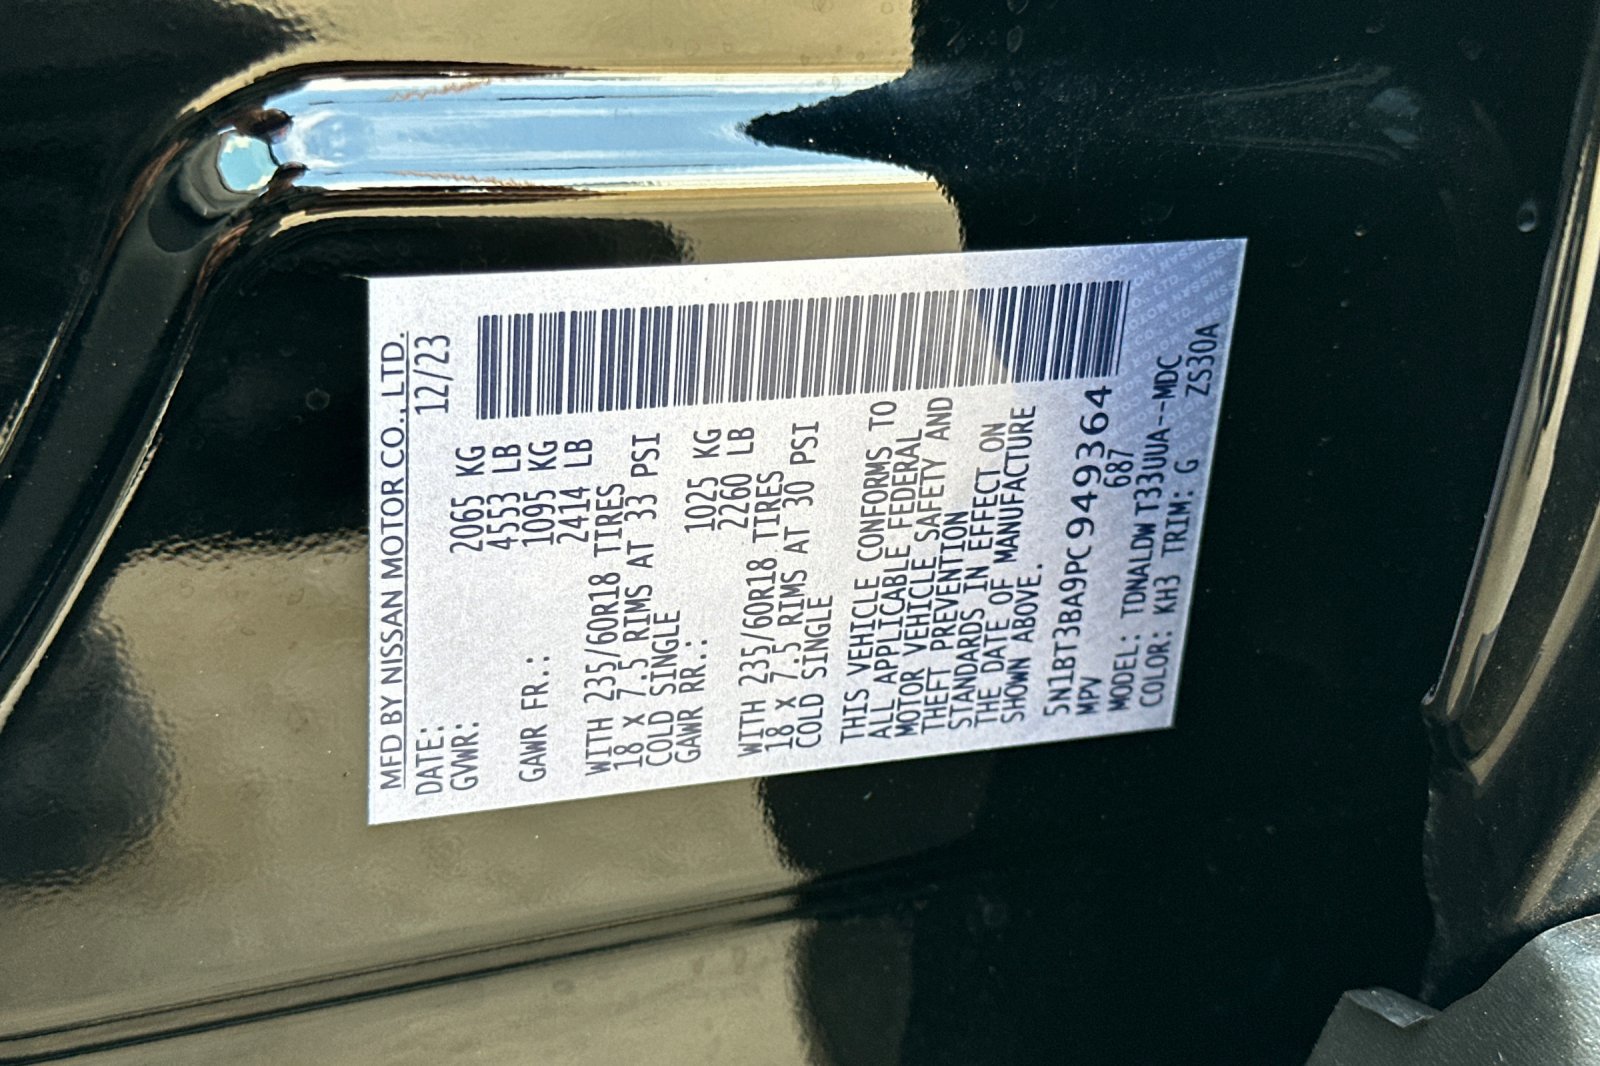 MFD BY NISSAN MOTOR CO., LTD.
DATE: 12/23
GVWR: 2065 KG
4553 LB
GAWR FR.: 1095 KG
2414 LB
WITH 235/60R18 TIRES
18 X 7.5 RIMS AT 33 PSI
COLD SINGLE
GAWR RR.: 1025 KG
2260 LB
WITH 235/60R18 TIRES
18 X 7.5 RIMS AT 30 PSI
COLD SINGLE
THIS VEHICLE CONFORMS TO
ALL APPLICABLE FEDERAL
MOTOR VEHICLE SAFETY AND
THEFT PREVENTION
STANDARDS IN EFFECT ON
THE DATE OF MANUFACTURE
SHOWN ABOVE.
5N1BT3BA9PC949364
MPV 687
MODEL: TDNALDW T33UUA--MDC
COLOR: KH3 TRIM: G ZS30A